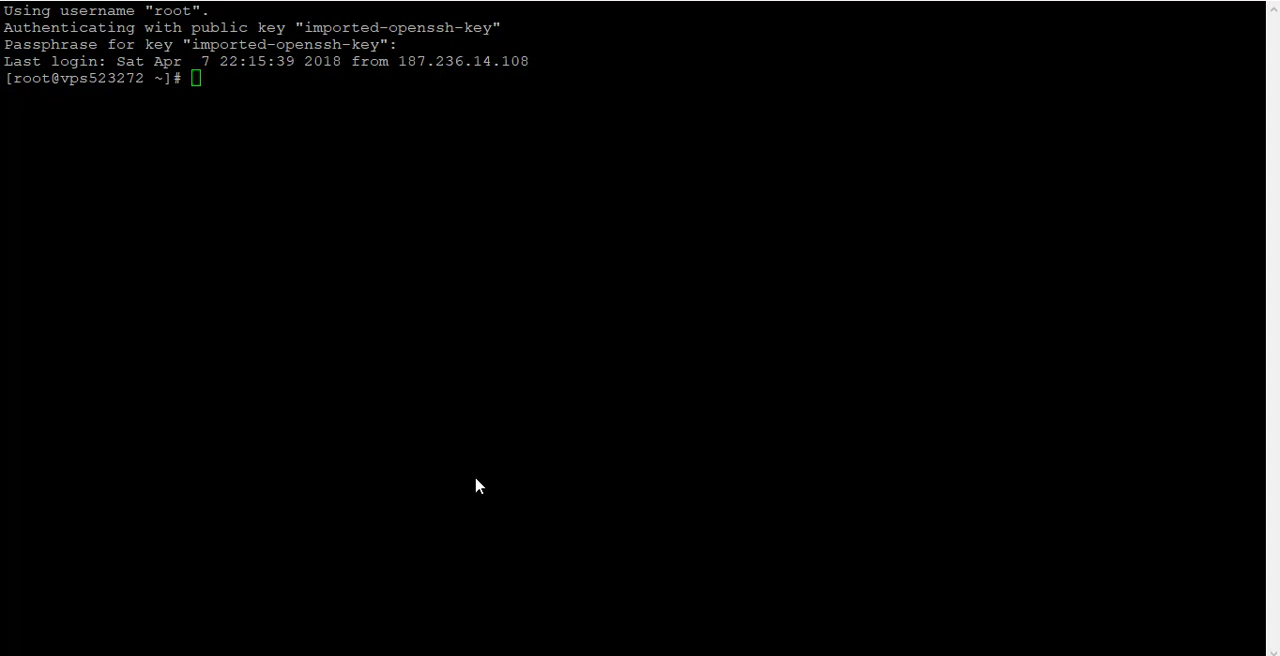 Using username "root".
Authenticating with public key "imported-openssh-key"
Passphrase for key "imported-openssh-key":
Last login: Sat Apr  7 22:15:39 2018 from 187.236.14.108
[root@vps523272 ~]#